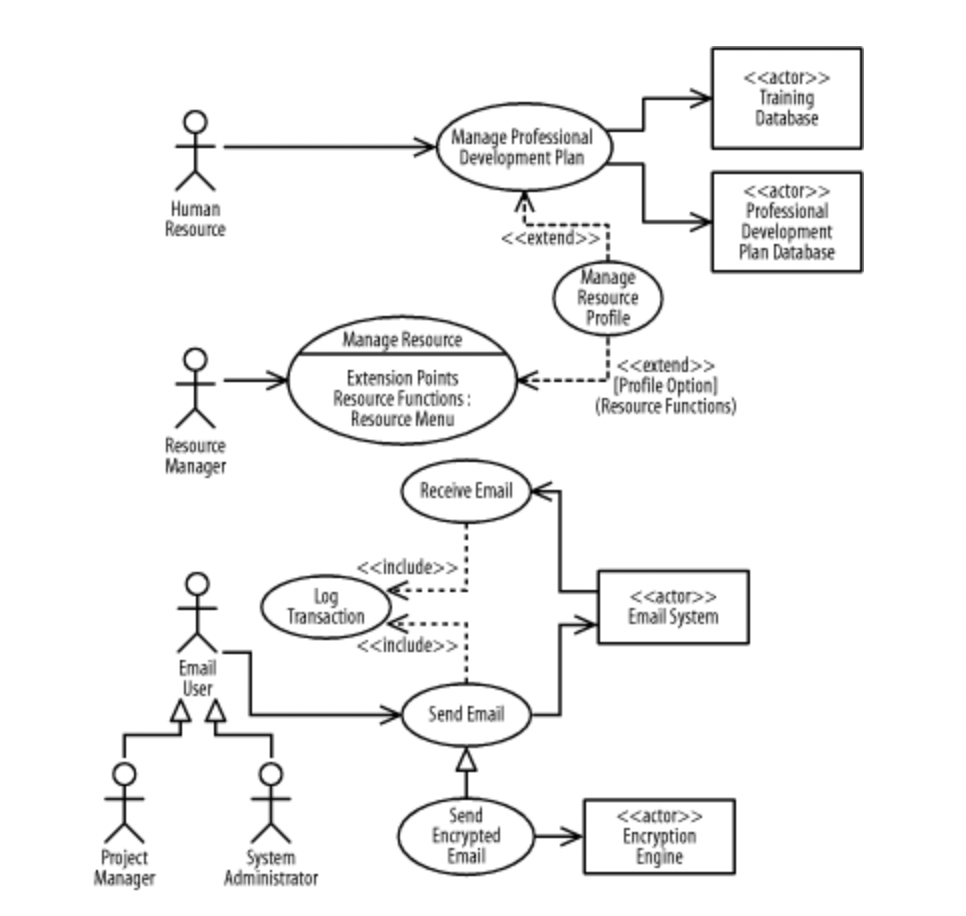 <<actor>>
Training
Database
Manage Professional
Development Plan
Human
Resource
<<actor>>
Professional
Development
Plan Database
<<extend>>
Manage
Resource
Profile
Manage Resource
Extension Points
Resource Functions :
Resource Menu
<<extend>>
[Profile Option]
(Resource Functions)
Resource
Manager
Receive Email
<<include>>
Log
Transaction
<<include>>
<<actor>>
Email System
Email
User
Send Email
Project
Manager
System
Administrator
Send
Encrypted
Email
<<actor>>
Encryption
Engine